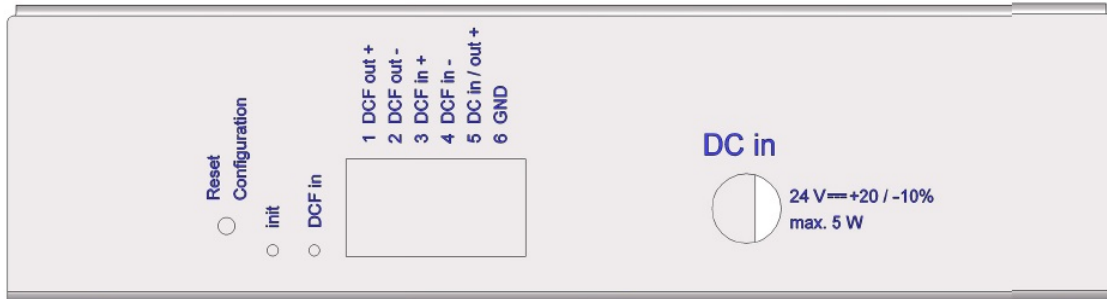 Reset
Configuration
init
DCF in
1 DCF out +
2 DCF out -
3 DCF in +
4 DCF in -
5 DC in / out +
6 GND
DC in
24 V⎓+20 / -10%
max. 5 W